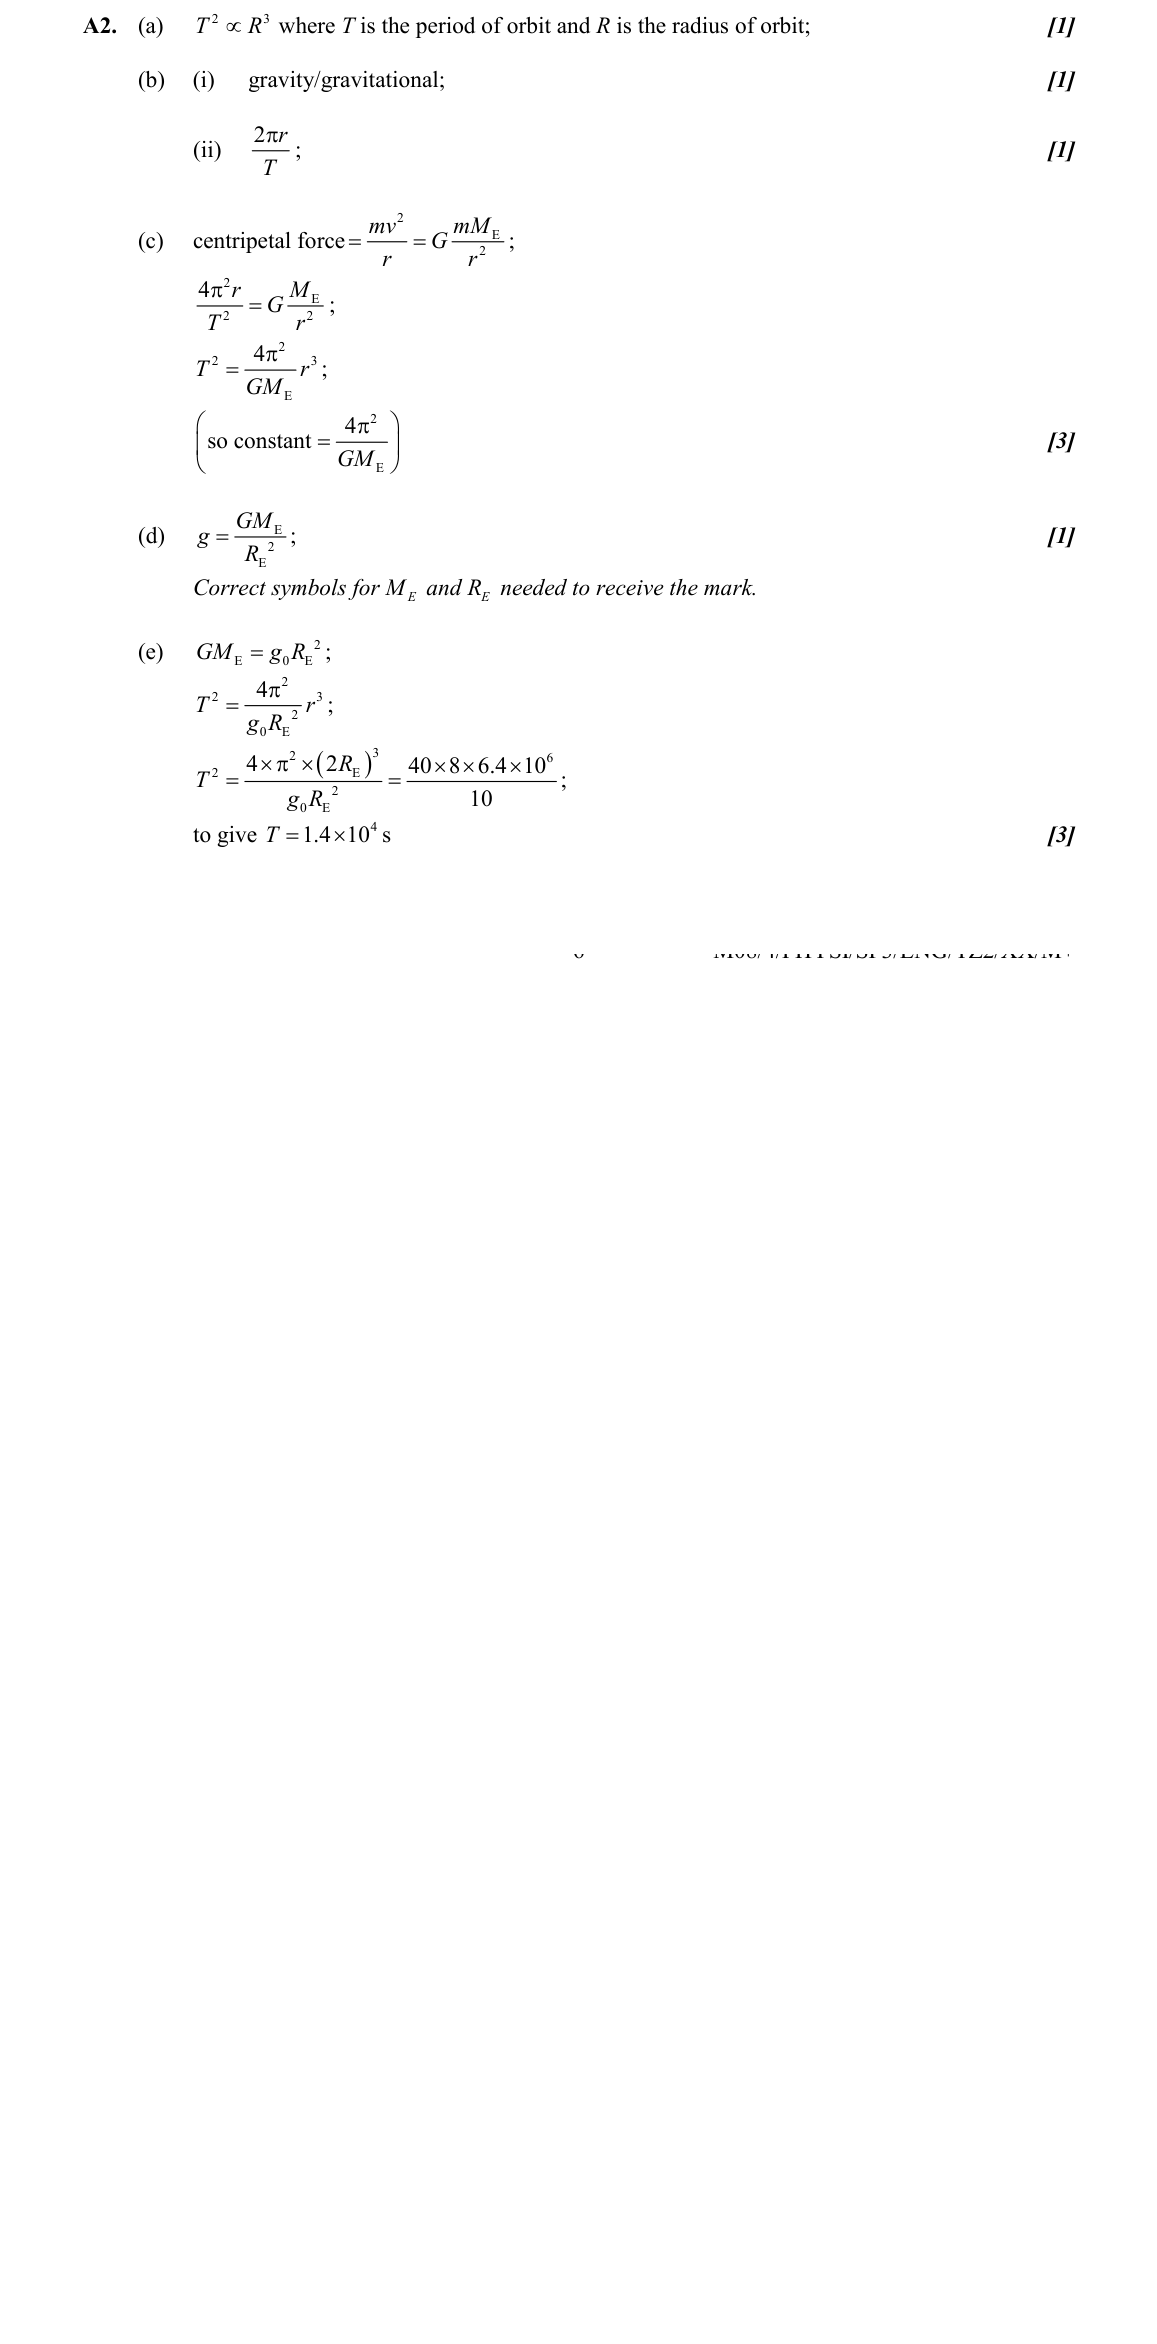 A2. (a) T² ∝ R³ where T is the period of orbit and R is the radius of orbit; [1]
(b) (i) gravity/gravitational; [1]
(ii) 2πr/T ; [1]
(c) centripetal force = mv²/r = G mM_E/r² ;
4π²r/T² = G M_E/r² ;
T² = 4π²/GM_E r³ ;
(so constant = 4π²/GM_E) [3]
(d) g = GM_E/R_E² ; [1]
Correct symbols for M_E and R_E needed to receive the mark.
(e) GM_E = g₀R_E² ;
T² = 4π²/g₀R_E² r³ ;
T² = 4×π²×(2R_E)³/g₀R_E² = 40×8×6.4×10⁶/10 ;
to give T = 1.4×10⁴ s [3]